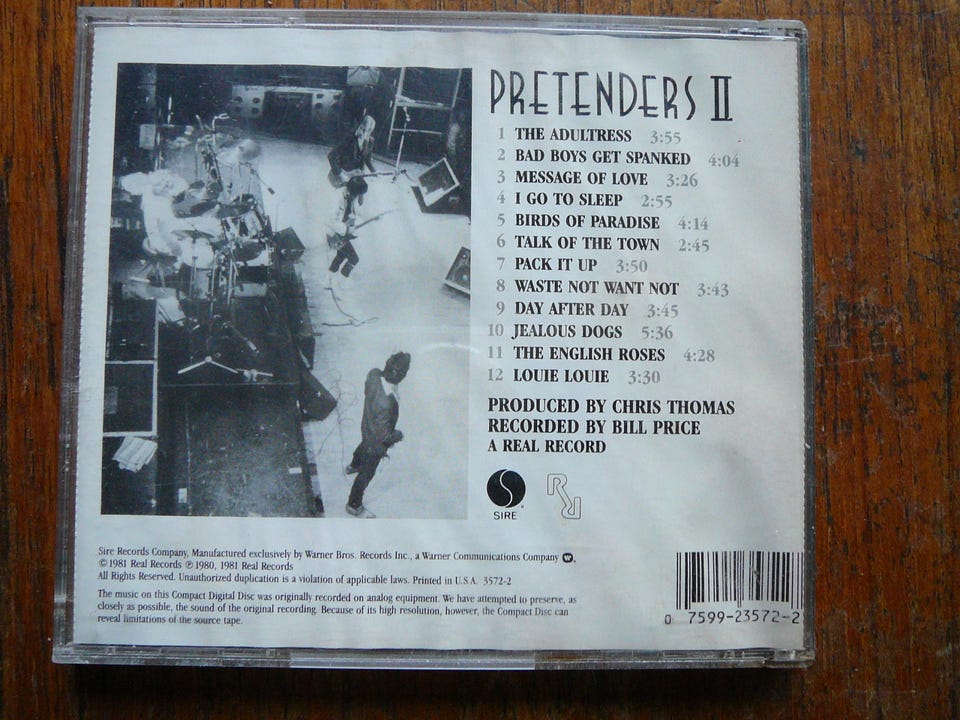 PRETENDERS II
1 THE ADULTRESS 3:55
2 BAD BOYS GET SPANKED 4:04
3 MESSAGE OF LOVE 3:26
4 I GO TO SLEEP 2:55
5 BIRDS OF PARADISE 4:14
6 TALK OF THE TOWN 2:45
7 PACK IT UP 3:50
8 WASTE NOT WANT NOT 3:43
9 DAY AFTER DAY 3:45
10 JEALOUS DOGS 5:36
11 THE ENGLISH ROSES 4:28
12 LOUIE LOUIE 3:30
PRODUCED BY CHRIS THOMAS
RECORDED BY BILL PRICE
A REAL RECORD
SIRE
Sire Records Company, Manufactured exclusively by Warner Bros. Records Inc., a Warner Communications Company
© 1981 Real Records ℗ 1980, 1981 Real Records
All Rights Reserved. Unauthorized duplication is a violation of applicable laws. Printed in U.S.A. 3572-2
The music on this Compact Digital Disc was originally recorded on analog equipment. We have attempted to preserve, as
closely as possible, the sound of the original recording. Because of its high resolution, however, the Compact Disc can
reveal limitations of the source tape.
0 7599-23572-2